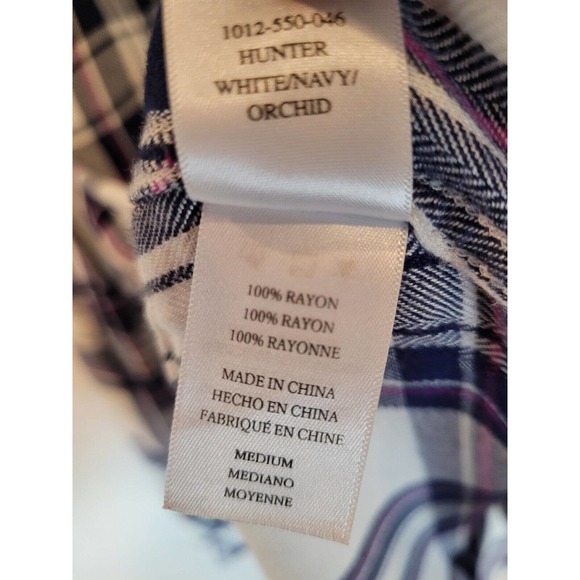 1012-550-046
HUNTER
WHITE/NAVY/
ORCHID
100% RAYON
100% RAYON
100% RAYONNE
MADE IN CHINA
HECHO EN CHINA
FABRIQUÉ EN CHINE
MEDIUM
MEDIANO
MOYENNE